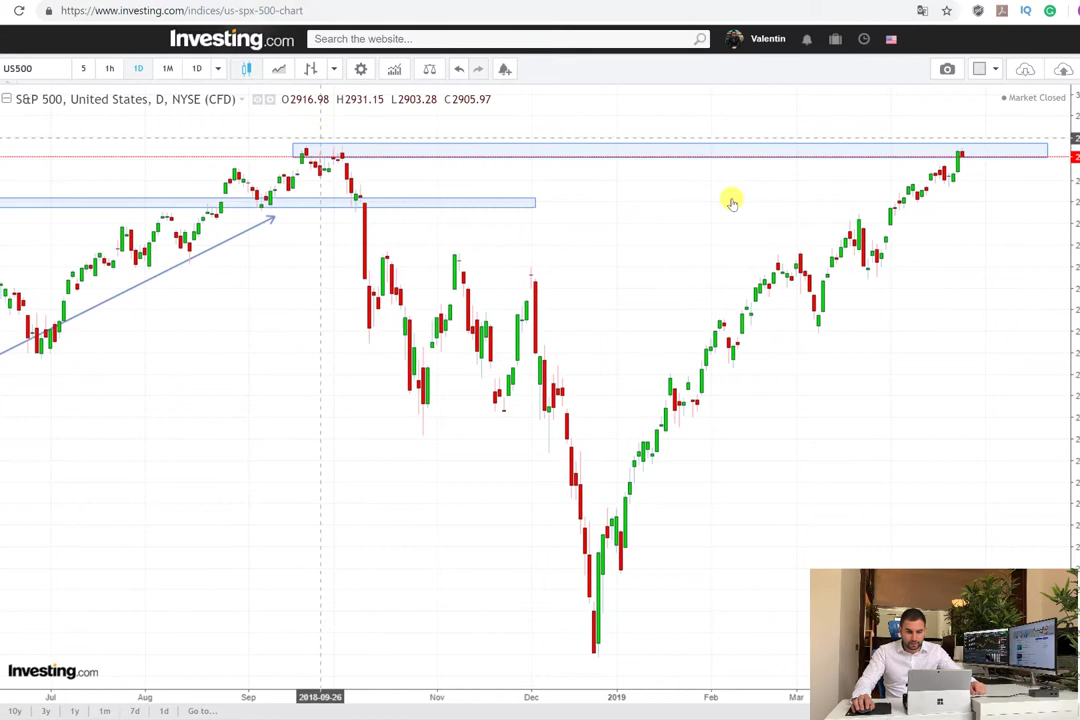 https://www.investing.com/indices/us-spx-500-chart
Investing.com
Search the website...
Valentin
US500
5
1h
1D
1M
1D
S&P 500, United States, D, NYSE (CFD)
O2916.98 H2931.15 L2903.28 C2905.97
Market Closed
Investing.com
Jul
Aug
Sep
2018-09-26
Nov
Dec
2019
Feb
Mar
10y
3y
1y
1m
7d
1d
Go to...